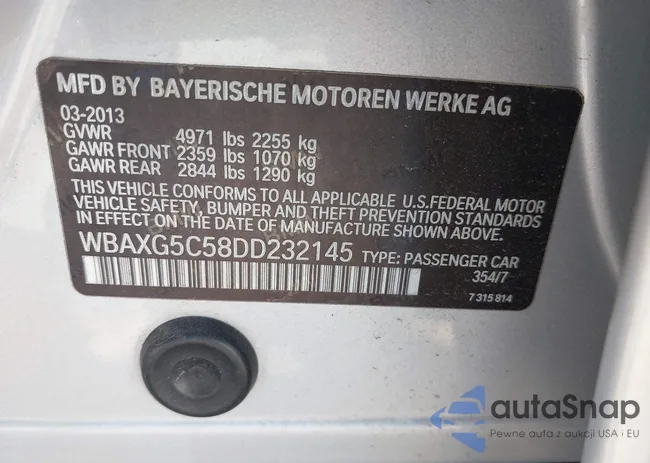 MFD BY BAYERISCHE MOTOREN WERKE AG
03-2013
GVWR 4971 lbs 2255 kg
GAWR FRONT 2359 lbs 1070 kg
GAWR REAR 2844 lbs 1290 kg
THIS VEHICLE CONFORMS TO ALL APPLICABLE U.S.FEDERAL MOTOR
VEHICLE SAFETY, BUMPER AND THEFT PREVENTION STANDARDS
IN EFFECT ON THE DATE OF MANUFACTURE SHOWN ABOVE.
WBAXG5C58DD232145 TYPE: PASSENGER CAR
354/7
7 315 814
autaSnap
Pewne auta z aukcji USA i EU